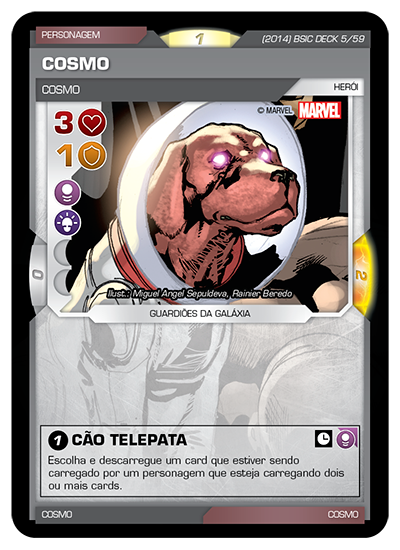 PERSONAGEM
1
(2014) BSIC DECK 5/59
COSMO
COSMO
HERÓI
© MARVEL MARVEL
3
1
0
2
Ilust.: Miguel Angel Sepuldeva, Rainier Beredo
GUARDIÕES DA GALÁXIA
1 CÃO TELEPATA
Escolha e descarregue um card que estiver sendo
carregado por um personagem que esteja carregando dois
ou mais cards.
COSMO
COSMO